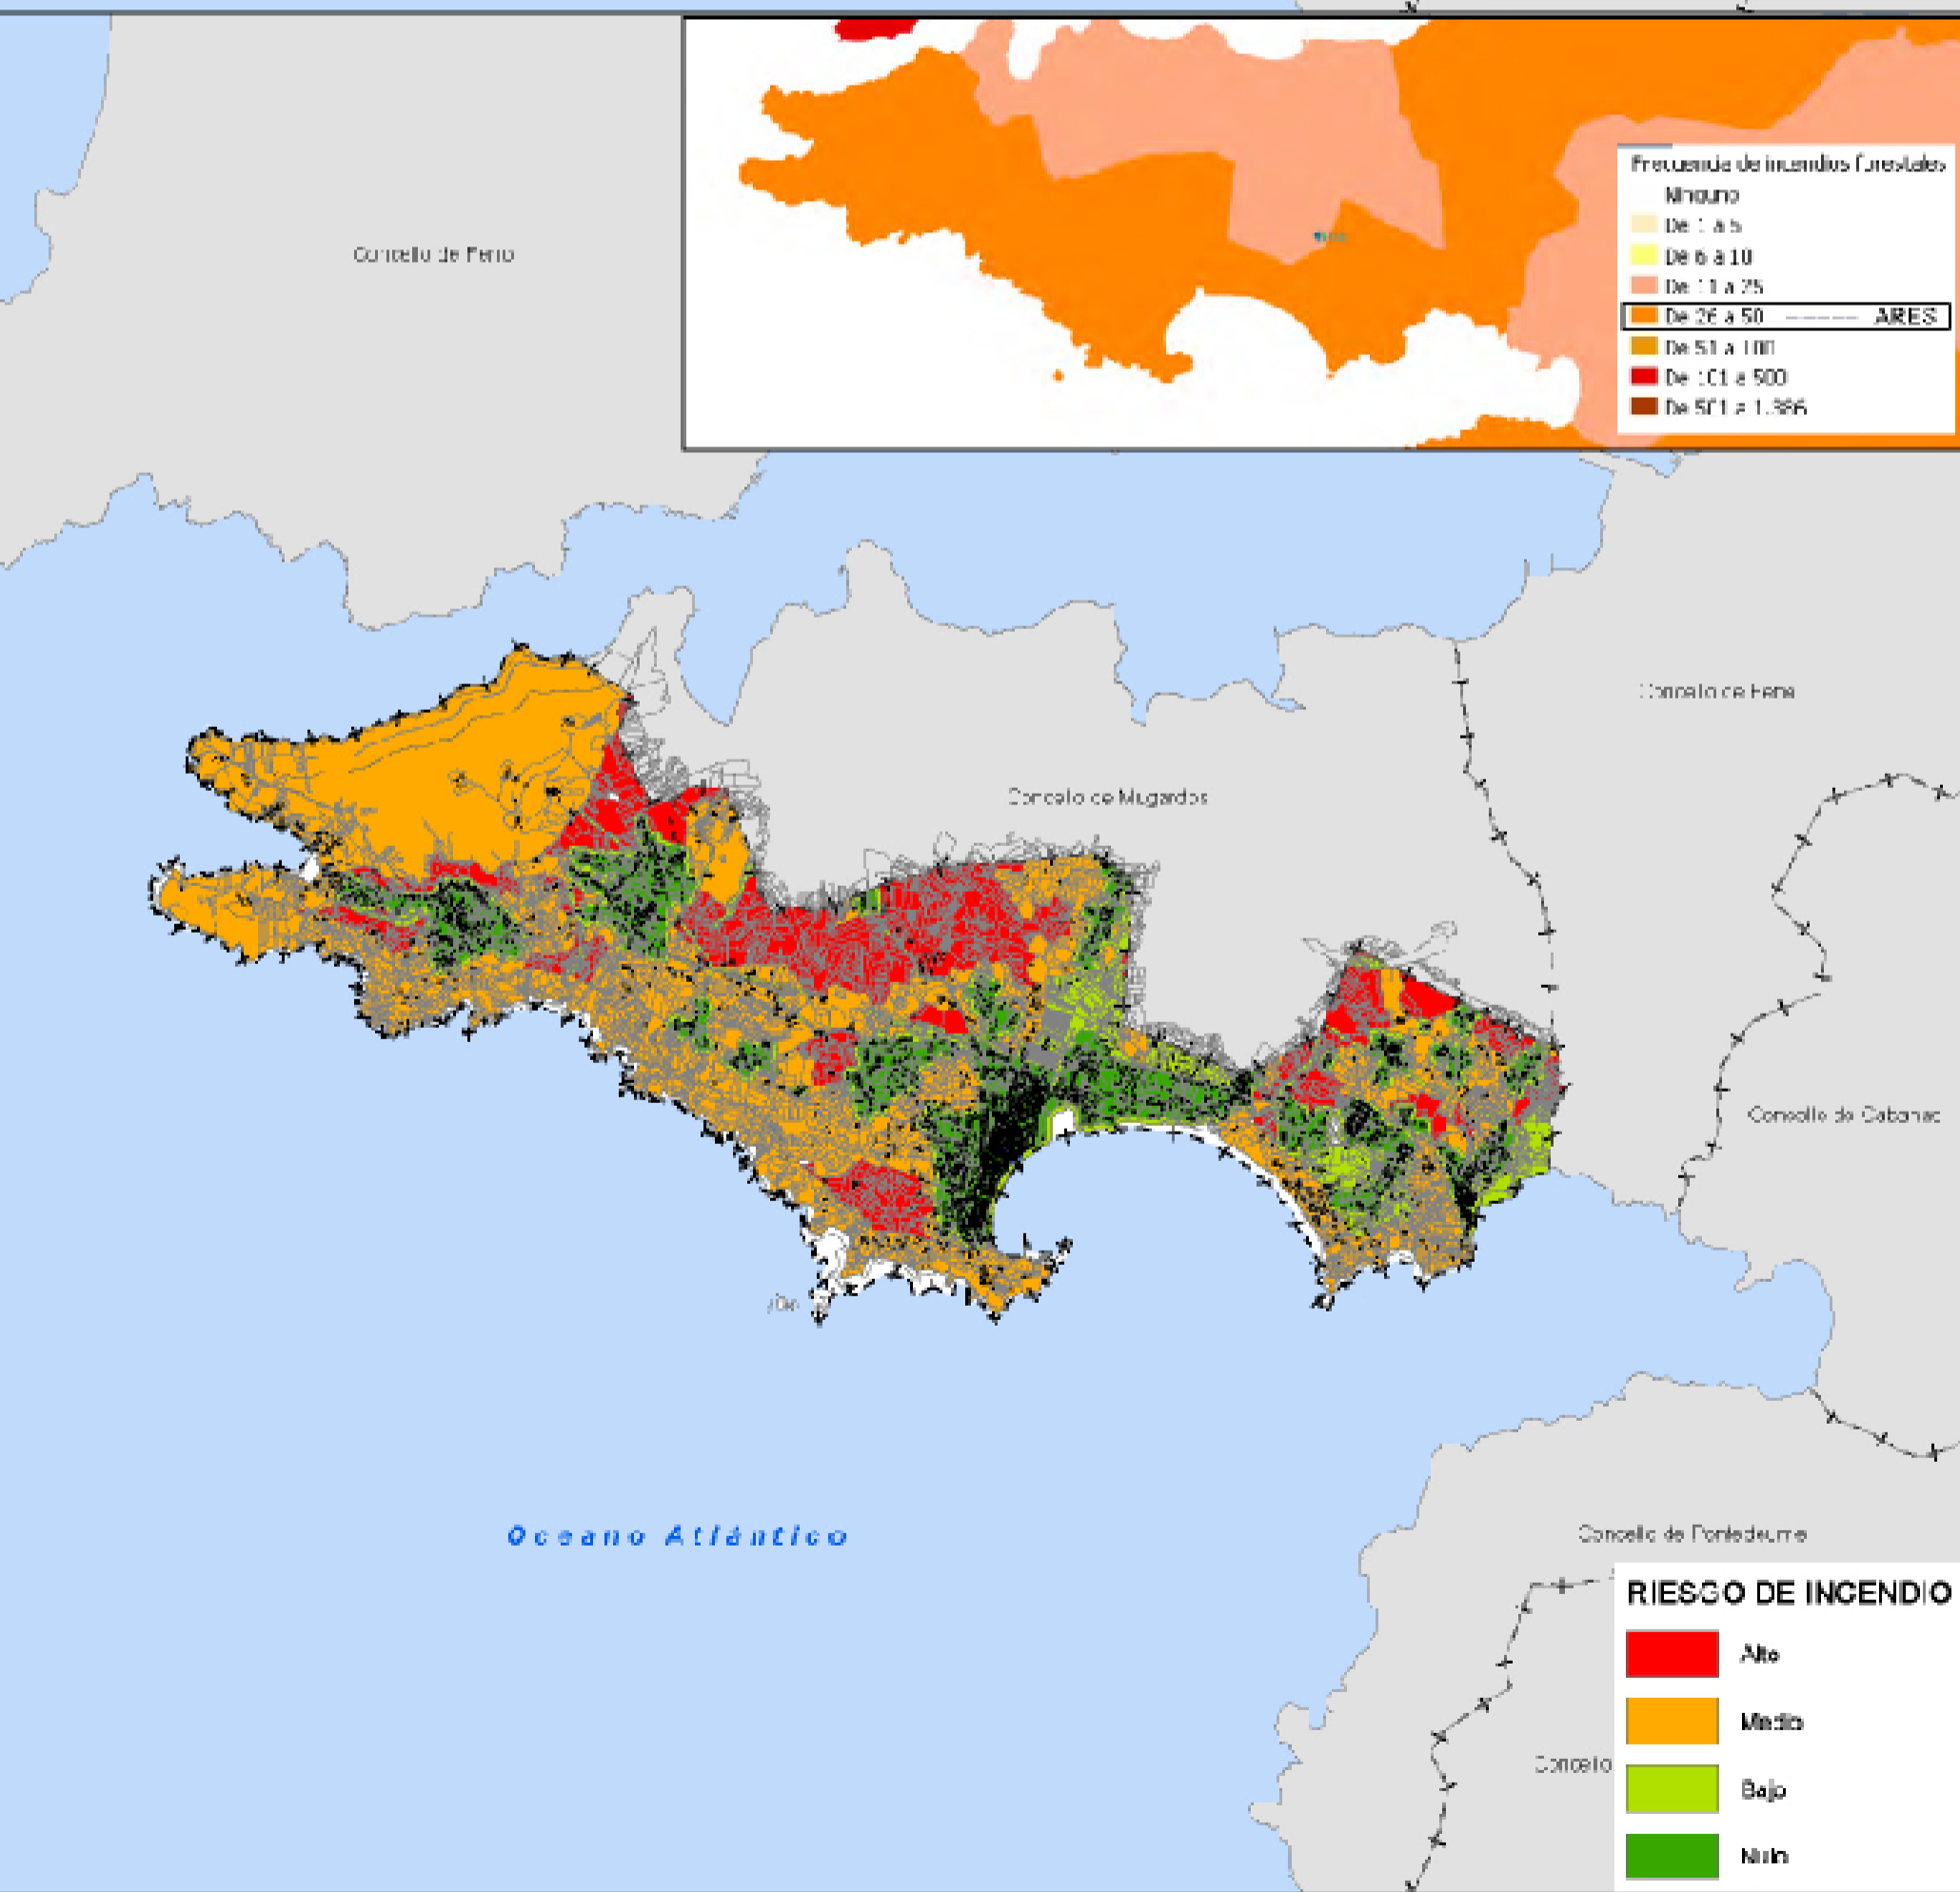 Frecuencia de incendios forestales
Ninguno
De 1 a 5
De 6 a 10
De 11 a 25
De 26 a 50 ARES
De 51 a 100
De 101 a 500
De 501 a 1.386
Concello de Ferrol
Concello de Fene
Concello de Mugardos
Concello de Cabanas
Oceano Atlántico
Concello de Pontedeume
Concello
RIESGO DE INCENDIO
Alto
Medio
Bajo
Nulo